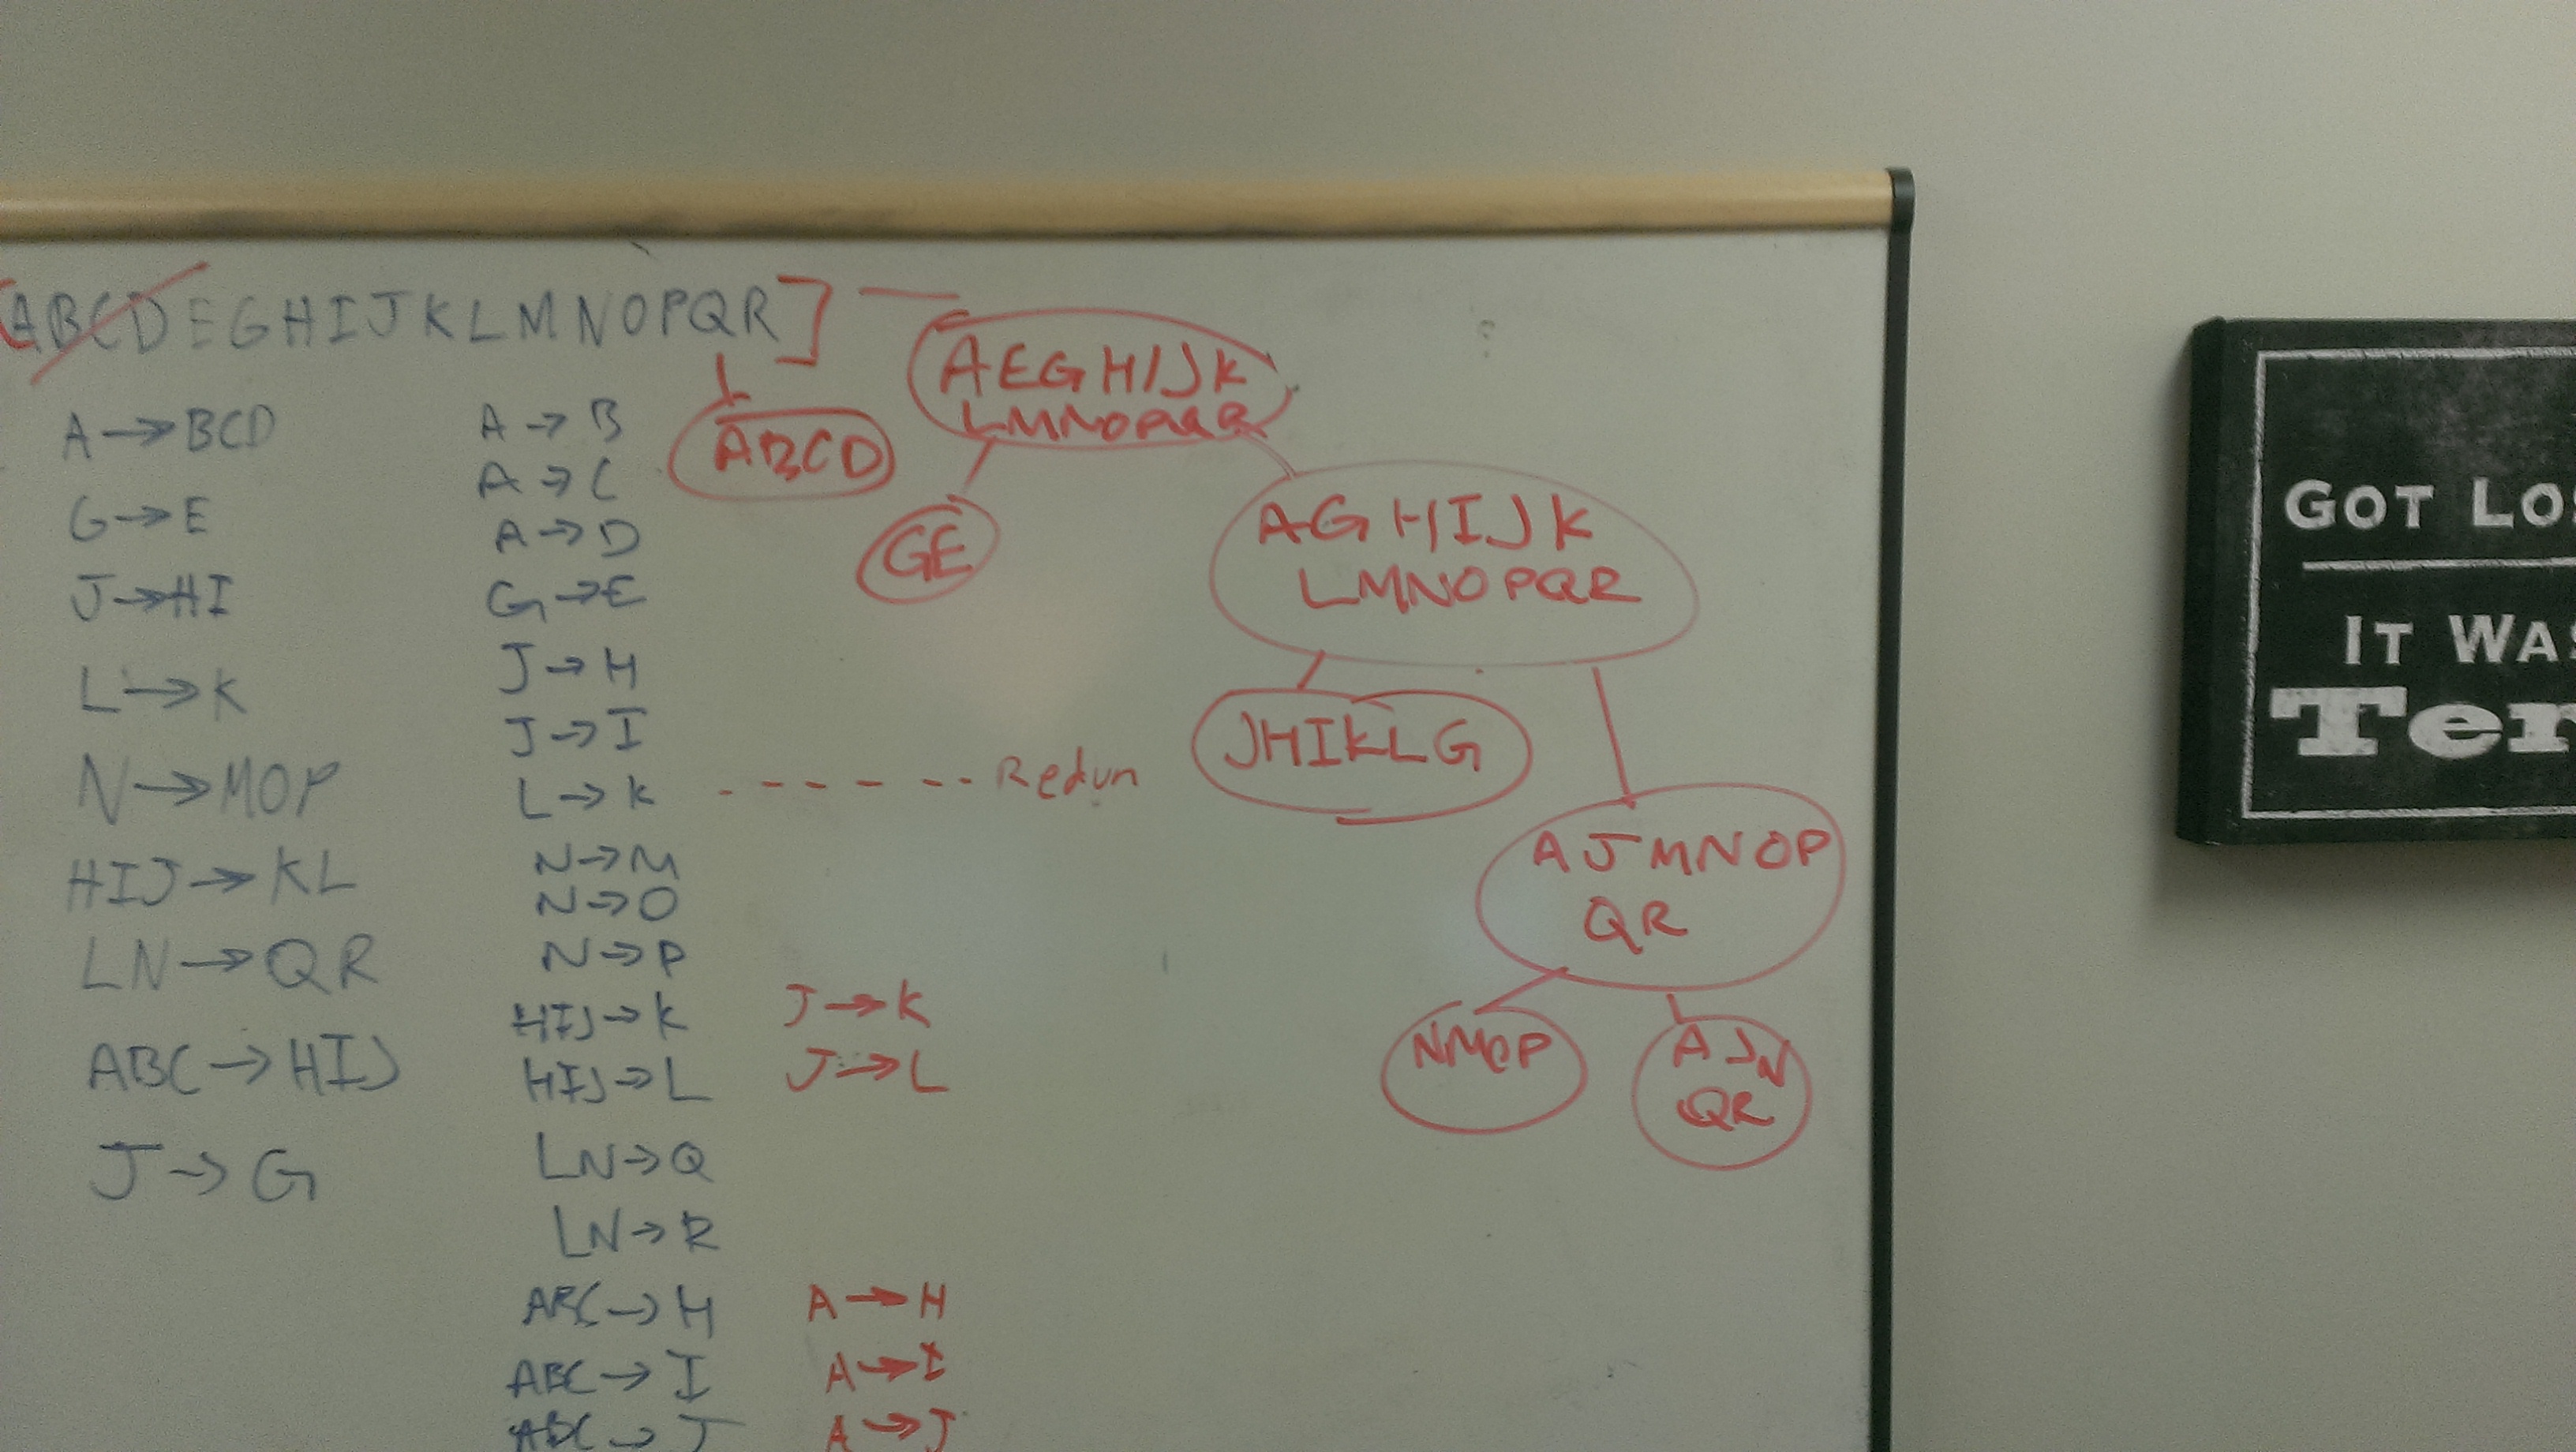 [ABCDEGHIJKLMNOPQR]
A→BCD
G→E
J→HI
L→K
N→MOP
HIJ→KL
LN→QR
ABC→HIJ
J→G
A→B
A→C
A→D
G→E
J→H
J→I
L→K - - - - - - Redun
N→M
N→O
N→P
HIJ→K J→K
HIJ→L J→L
LN→Q
LN→R
ABC→H A→H
ABC→I A→I
ABC→J A→J
ABCD
AEGHIJK
LMNOPQR
GE
AGHIJK
LMNOPQR
JHIKLG
AJMNOP
QR
NMOP
AJN
QR
GOT LO
IT WAS
Ter